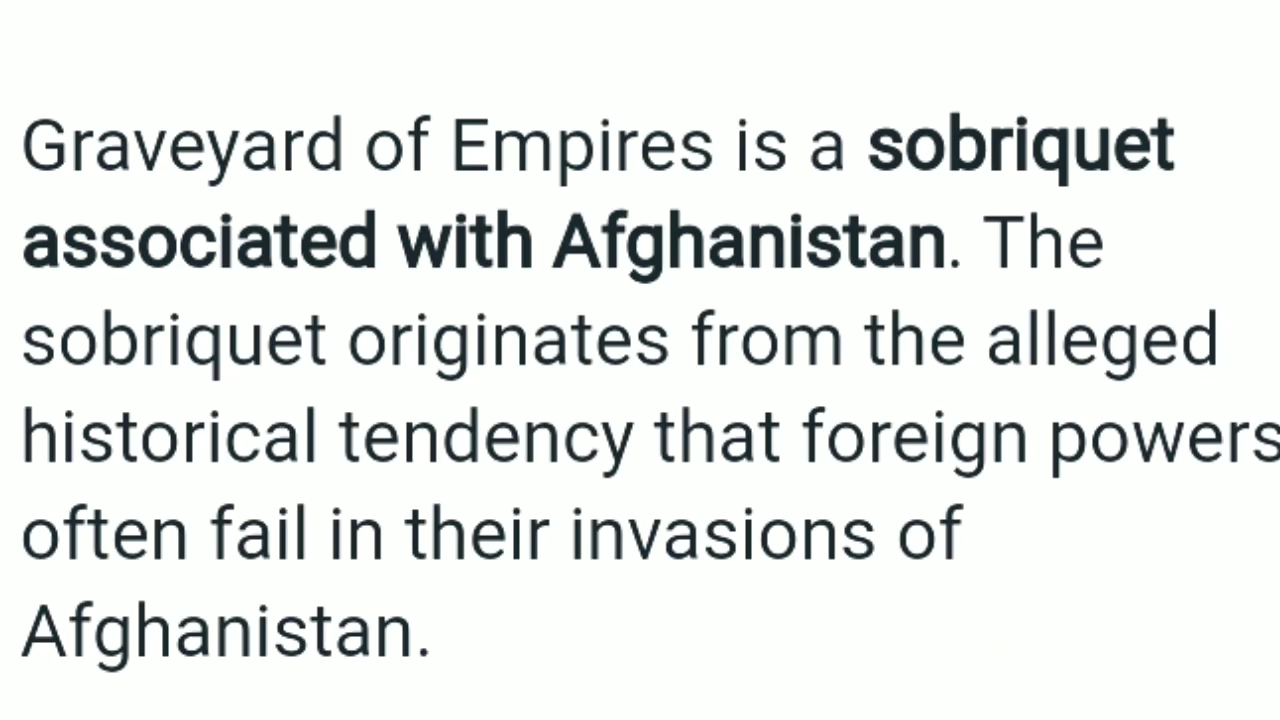 Graveyard of Empires is a sobriquet
associated with Afghanistan. The
sobriquet originates from the alleged
historical tendency that foreign powers
often fail in their invasions of
Afghanistan.